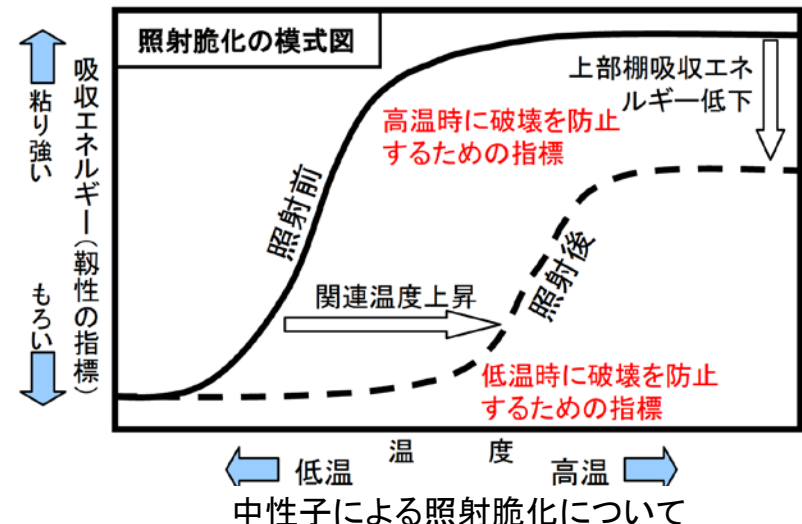 照射脆化の模式図
粘り強い
もろい
吸収エネルギー(靱性の指標)
上部棚吸収エネ
ルギー低下
高温時に破壊を防止
するための指標
照射前
照射後
関連温度上昇
低温時に破壊を防止
するための指標
温度
低温
高温
中性子による照射脆化について